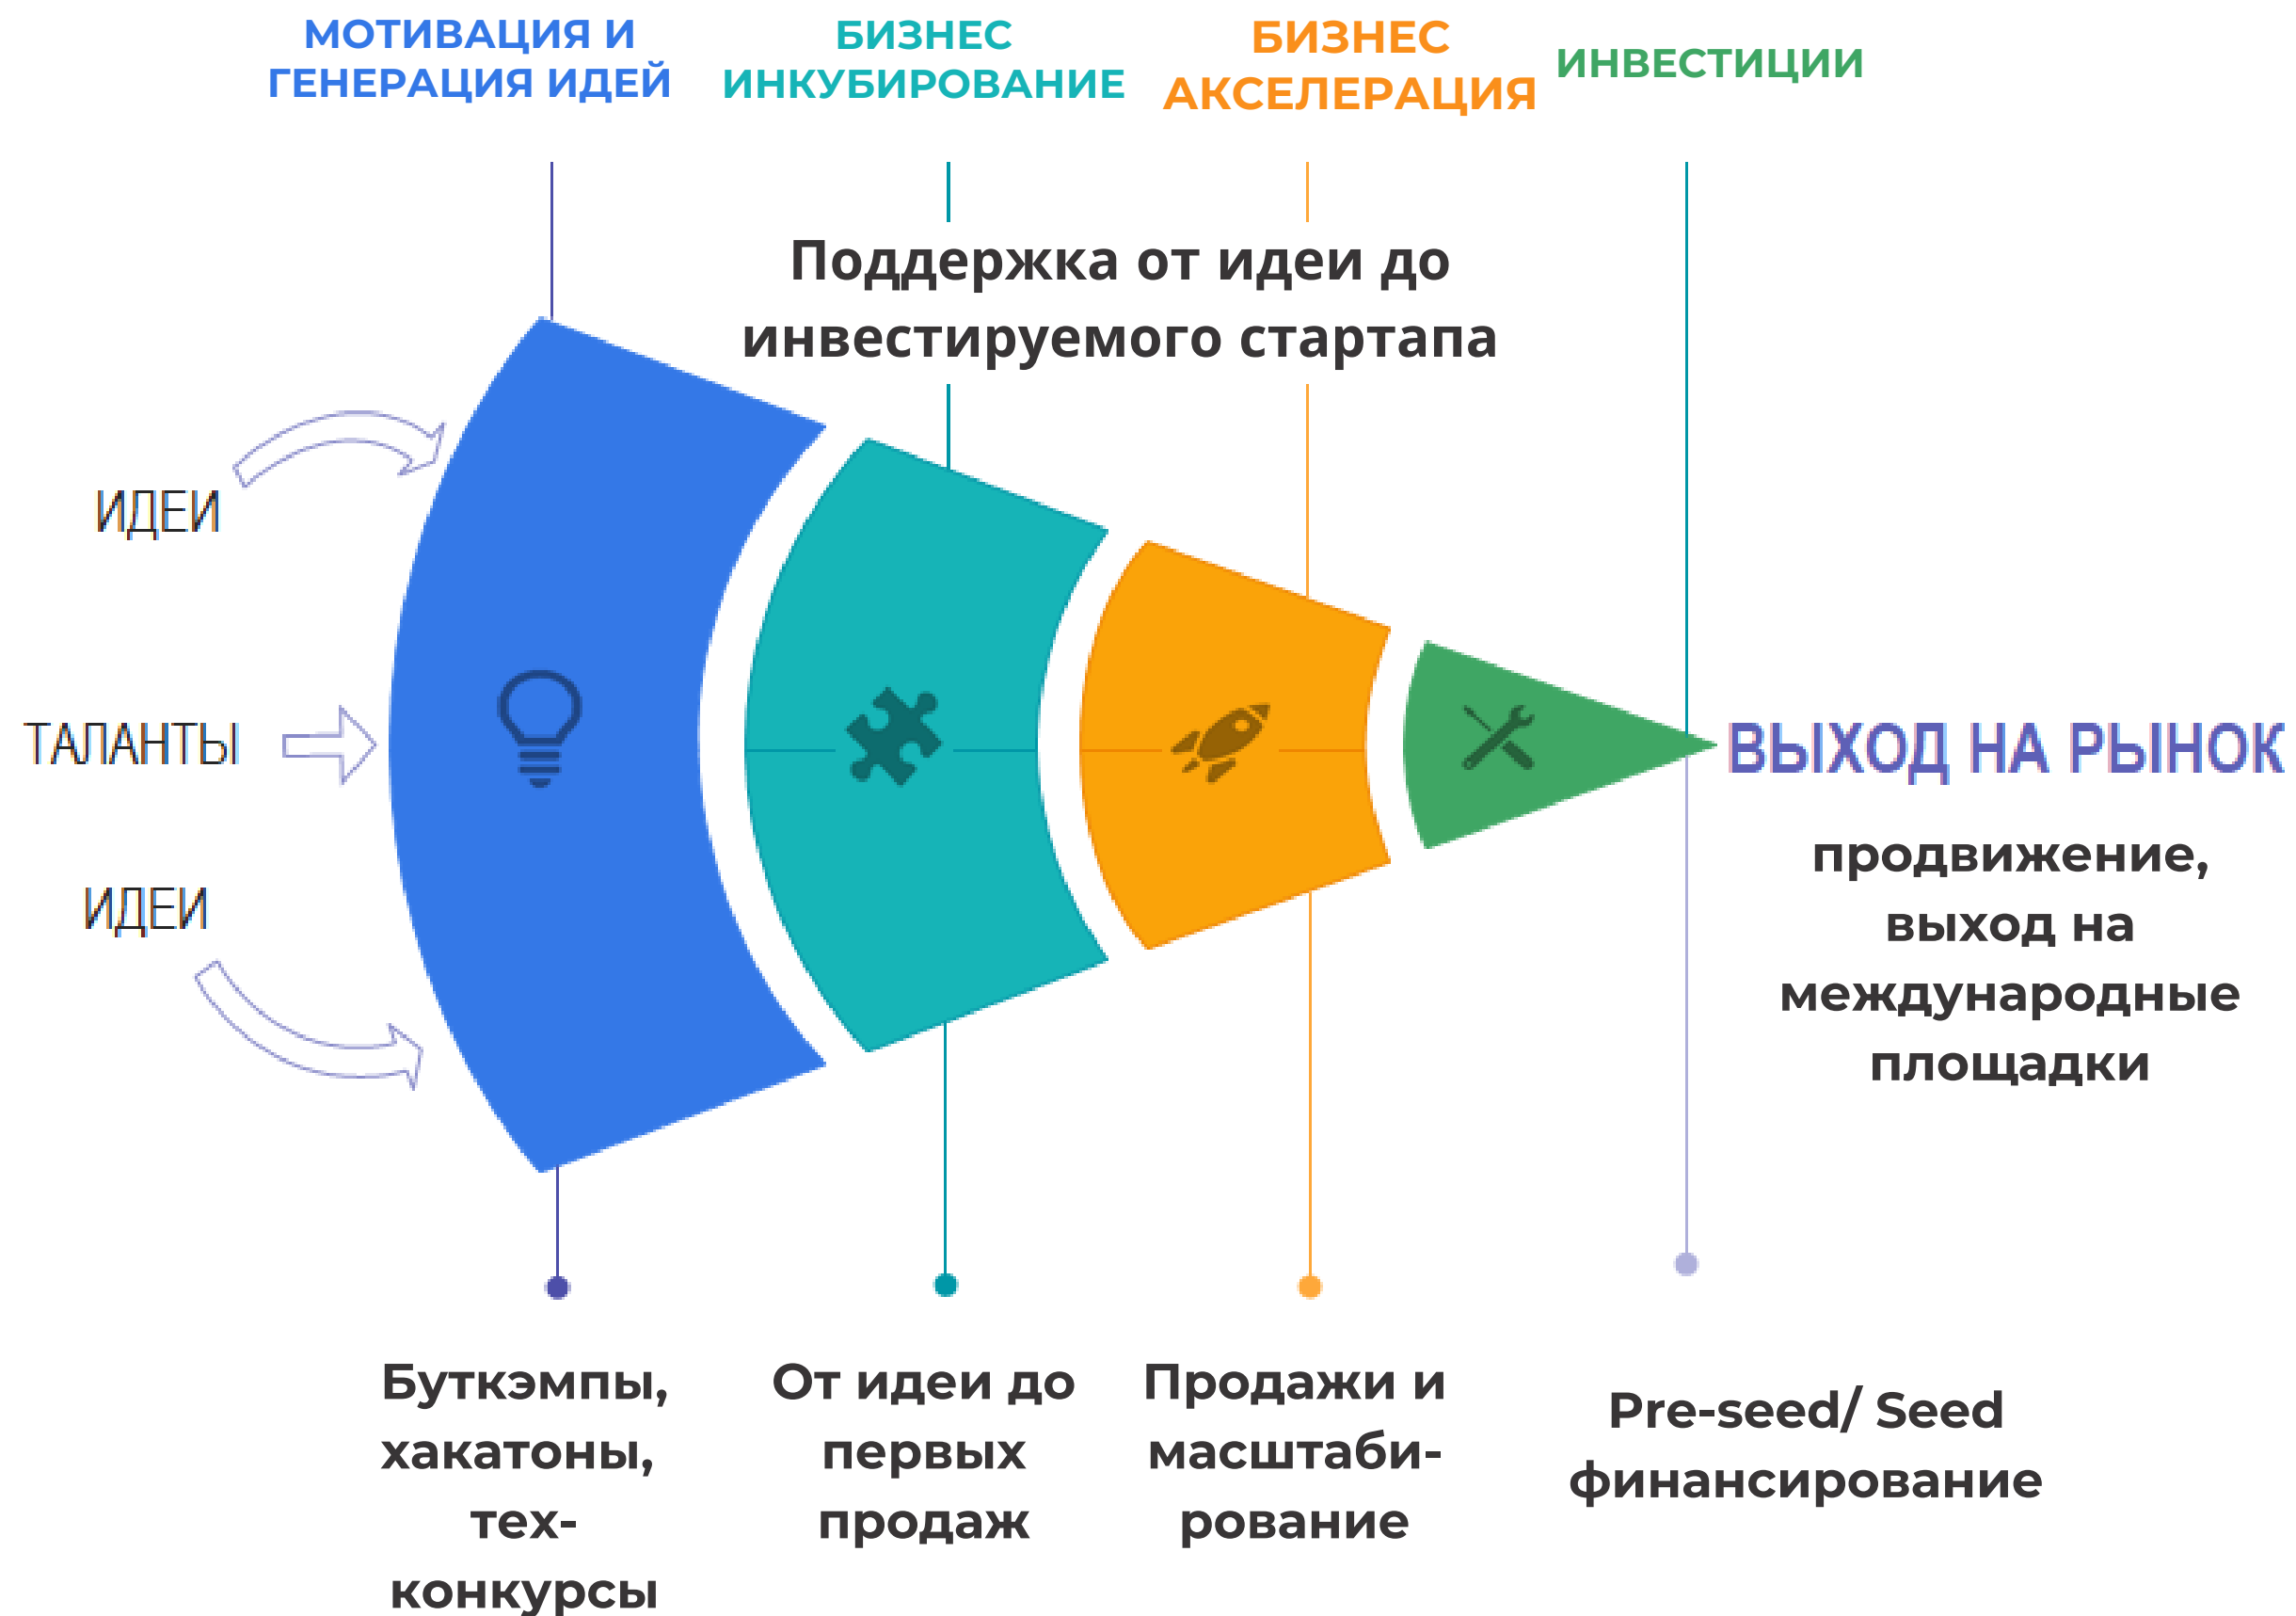 МОТИВАЦИЯ И
ГЕНЕРАЦИЯ ИДЕЙ
БИЗНЕС
ИНКУБИРОВАНИЕ
БИЗНЕС
АКСЕЛЕРАЦИЯ
ИНВЕСТИЦИИ
Поддержка от идеи до
инвестируемого стартапа
ИДЕИ
ТАЛАНТЫ
ИДЕИ
ВЫХОД НА РЫНОК
продвижение,
выход на
международные
площадки
Буткэмпы,
хакатоны,
тех-
конкурсы
От идеи до
первых
продаж
Продажи и
масштаби-
рование
Pre-seed/ Seed
финансирование